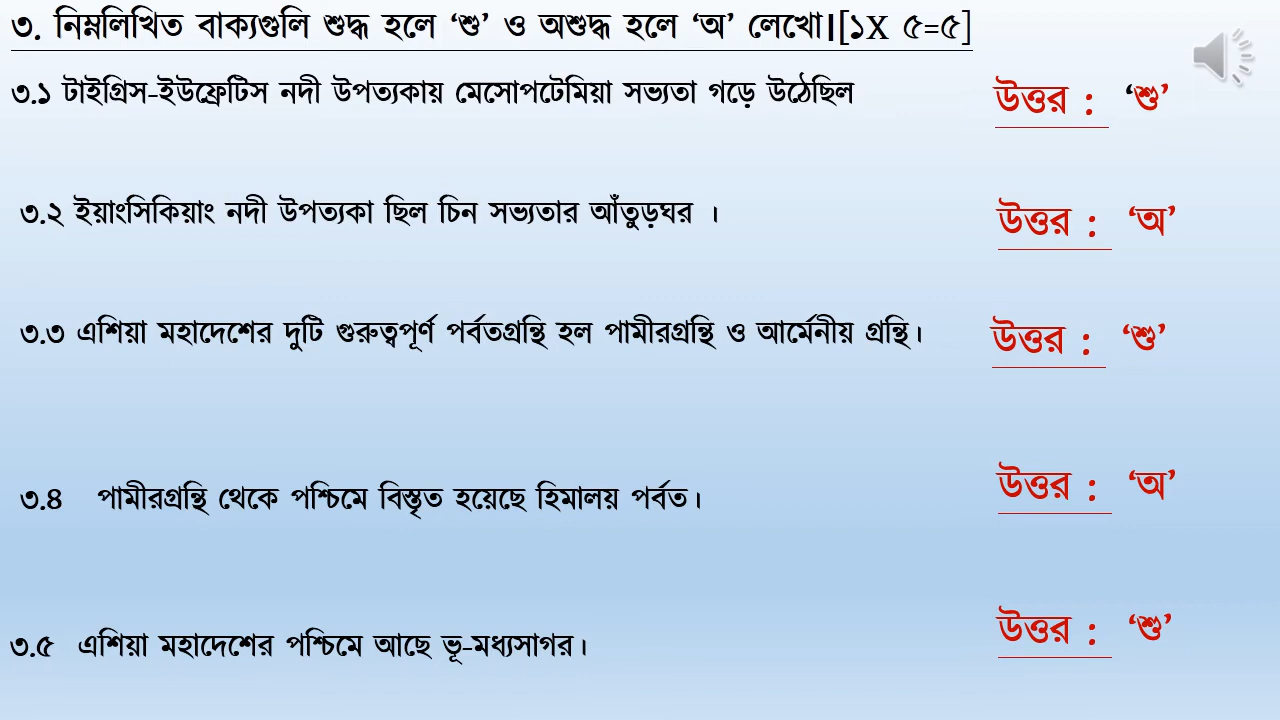 ৩. নিম্নলিখিত বাক্যগুলি শুদ্ধ হলে ‘শু’ ও অশুদ্ধ হলে ‘অ’ লেখো।[১X ৫=৫]
৩.১ টাইগ্রিস-ইউফ্রেটিস নদী উপত্যকায় মেসোপটেমিয়া সভ্যতা গড়ে উঠেছিল
উত্তর : ‘শু’
৩.২ ইয়াংসিকিয়াং নদী উপত্যকা ছিল চিন সভ্যতার আঁতুড়ঘর ।
উত্তর : ‘অ’
৩.৩ এশিয়া মহাদেশের দুটি গুরুত্বপূর্ণ পর্বতগ্রন্থি হল পামীরগ্রন্থি ও আর্মেনীয় গ্রন্থি।
উত্তর : ‘শু’
৩.৪ পামীরগ্রন্থি থেকে পশ্চিমে বিস্তৃত হয়েছে হিমালয় পর্বত।
উত্তর : ‘অ’
৩.৫ এশিয়া মহাদেশের পশ্চিমে আছে ভূ-মধ্যসাগর।
উত্তর : ‘শু’